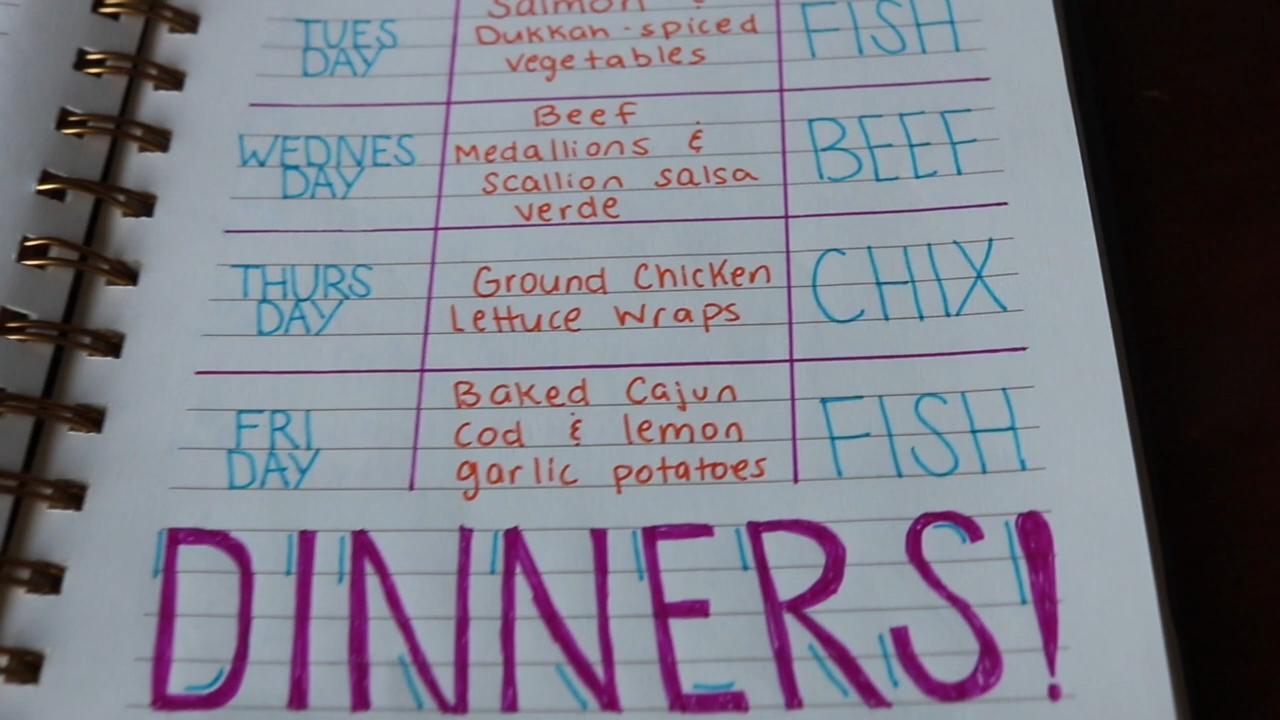 Salmon &
TUES
DAY
Dukkah-spiced
vegetables
FISH
WEDNES
DAY
Beef
Medallions &
scallion salsa
verde
BEEF
THURS
DAY
Ground Chicken
Lettuce wraps
CHIX
FRI
DAY
Baked Cajun
Cod & lemon
garlic potatoes
FISH
DINNERS!